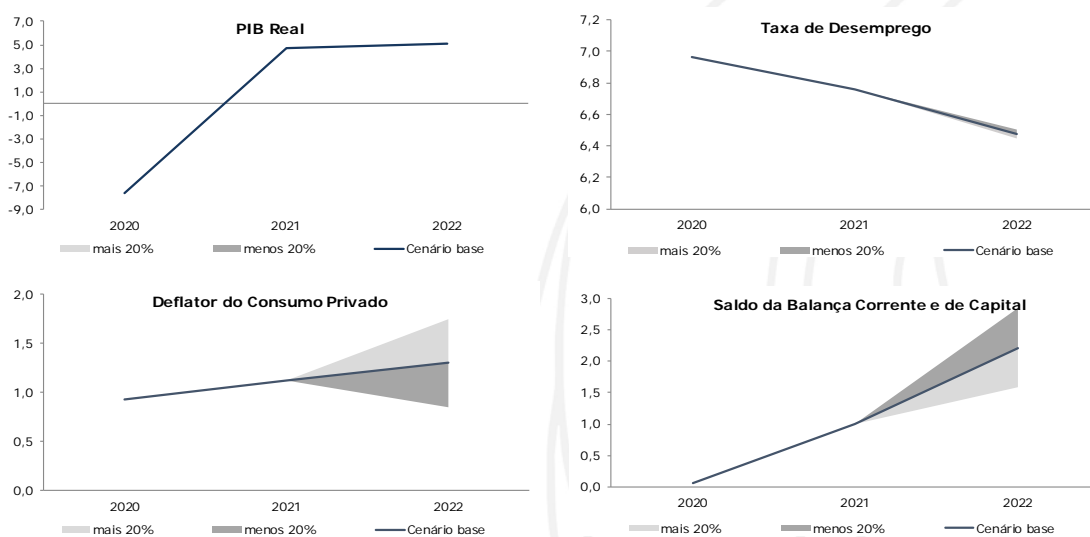 PIB Real
7,0
5,0
3,0
1,0
-1,0
-3,0
-5,0
-7,0
-9,0
2020 2021 2022
mais 20% menos 20% Cenário base
Taxa de Desemprego
7,2
7,0
6,8
6,6
6,4
6,2
6,0
2020 2021 2022
mais 20% menos 20% Cenário base
Deflator do Consumo Privado
2,0
1,5
1,0
0,5
0,0
2020 2021 2022
mais 20% menos 20% Cenário base
Saldo da Balança Corrente e de Capital
3,0
2,5
2,0
1,5
1,0
0,5
0,0
2020 2021 2022
mais 20% menos 20% Cenário base